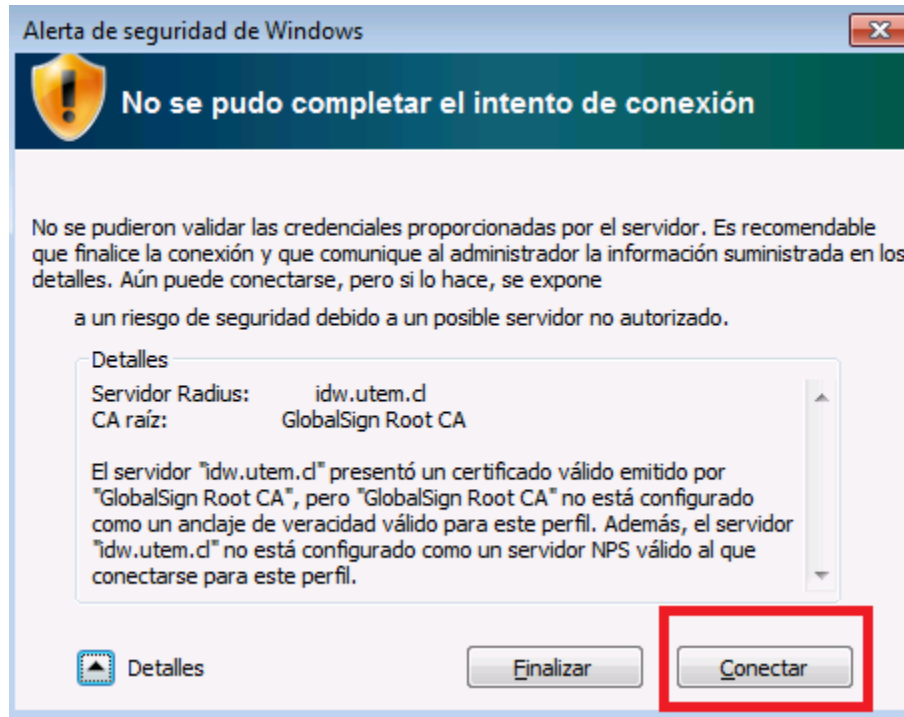 Alerta de seguridad de Windows
No se pudo completar el intento de conexión
No se pudieron validar las credenciales proporcionadas por el servidor. Es recomendable
que finalice la conexión y que comunique al administrador la información suministrada en los
detalles. Aún puede conectarse, pero si lo hace, se expone
a un riesgo de seguridad debido a un posible servidor no autorizado.
Detalles
Servidor Radius: idw.utem.cl
CA raíz: GlobalSign Root CA
El servidor "idw.utem.cl" presentó un certificado válido emitido por
"GlobalSign Root CA", pero "GlobalSign Root CA" no está configurado
como un anclaje de veracidad válido para este perfil. Además, el servidor
"idw.utem.cl" no está configurado como un servidor NPS válido al que
conectarse para este perfil.
Detalles
Finalizar
Conectar